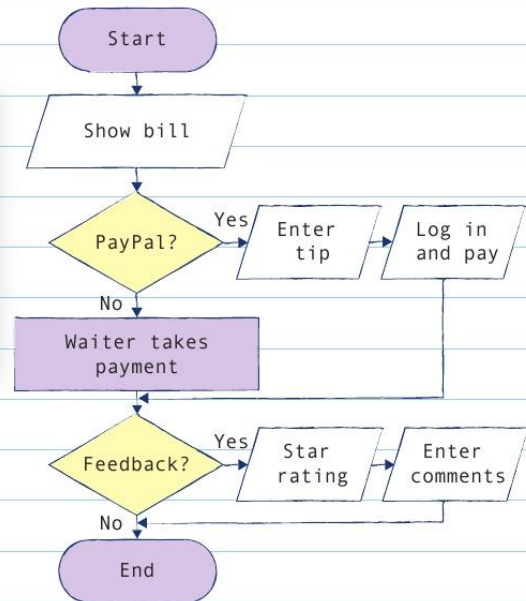 Start
Show bill
PayPal?
Yes
Enter
tip
Log in
and pay
No
Waiter takes
payment
Feedback?
Yes
Star
rating
Enter
comments
No
End